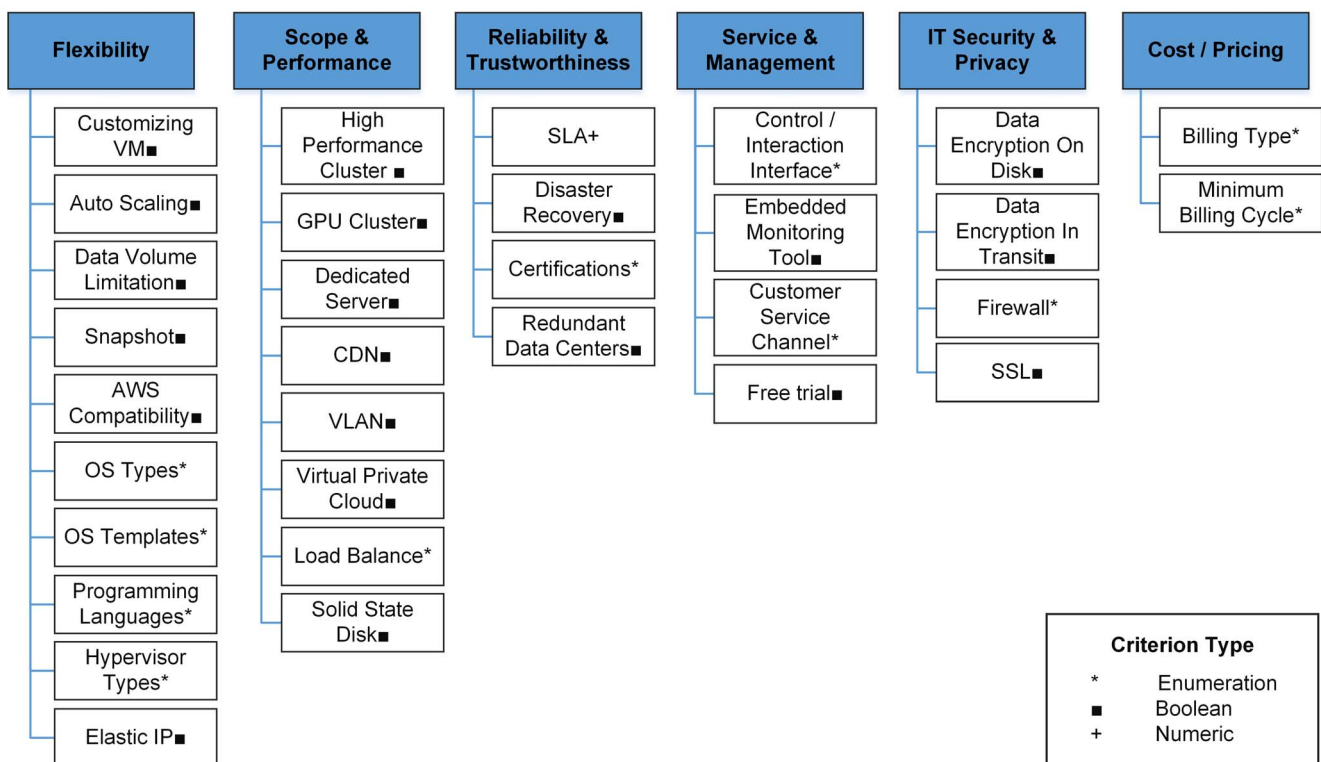 Flexibility
Customizing
VM■
Auto Scaling■
Data Volume
Limitation■
Snapshot■
AWS
Compatibility■
OS Types*
OS Templates*
Programming
Languages*
Hypervisor
Types*
Elastic IP■
Scope &
Performance
High
Performance
Cluster ■
GPU Cluster■
Dedicated
Server■
CDN■
VLAN■
Virtual Private
Cloud■
Load Balance*
Solid State
Disk■
Reliability &
Trustworthiness
SLA+
Disaster
Recovery■
Certifications*
Redundant
Data Centers■
Service &
Management
Control /
Interaction
Interface*
Embedded
Monitoring
Tool■
Customer
Service
Channel*
Free trial■
IT Security &
Privacy
Data
Encryption On
Disk■
Data
Encryption In
Transit■
Firewall*
SSL■
Cost / Pricing
Billing Type*
Minimum
Billing Cycle*
Criterion Type
* Enumeration
■ Boolean
+ Numeric